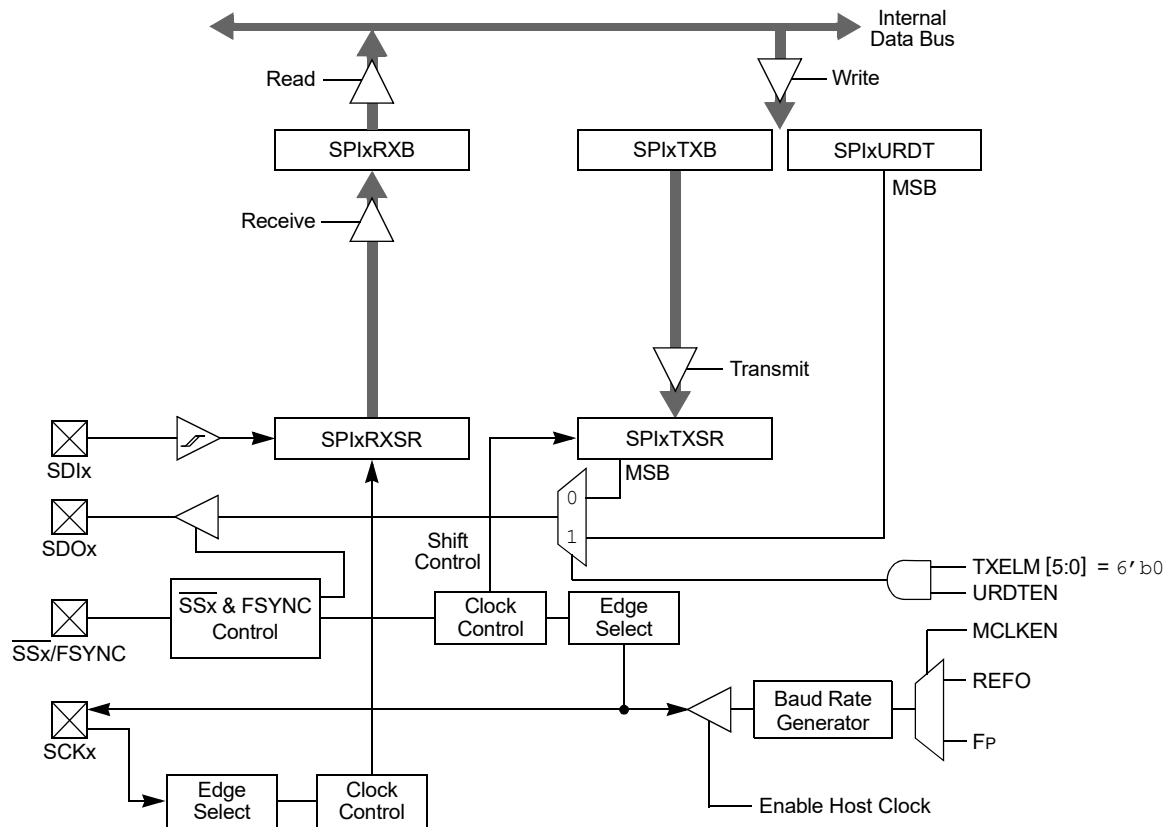 Internal
Data Bus
Read
Write
SPIxRXB
SPIxTXB
SPIxURDT
MSB
Receive
Transmit
SPIxRXSR
SPIxTXSR
SDIx
MSB
0
1
SDOx
Shift
Control
TXELM [5:0] = 6'b0
URDTEN
SSx & FSYNC
Control
Clock
Control
Edge
Select
SSx/FSYNC
MCLKEN
REFO
Baud Rate
Generator
FP
SCKx
Edge
Select
Clock
Control
Enable Host Clock